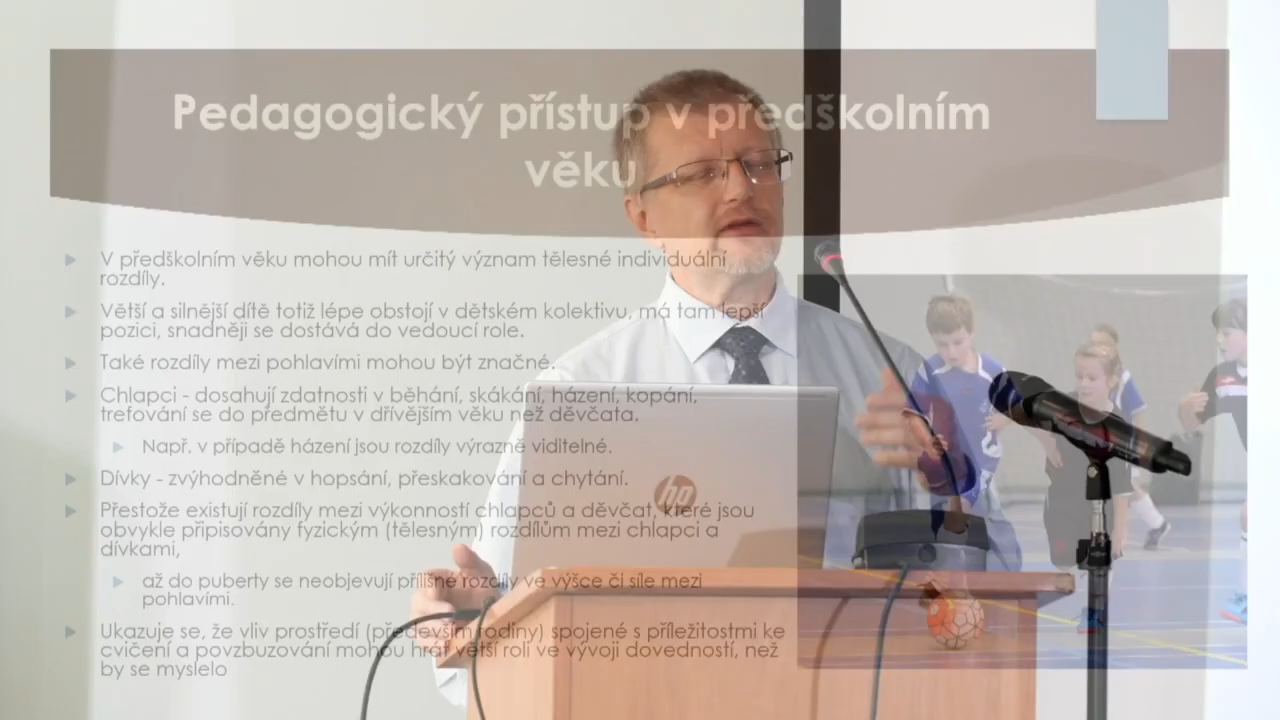 Pedagogický přístup v předškolním
věku
V předškolním věku mohou mít určitý význam tělesné individuální
rozdíly.
Větší a silnější dítě totiž lépe obstojí v dětském kolektivu, má tam lepší
pozici, snadněji se dostává do vedoucí role.
Také rozdíly mezi pohlavími mohou být značné.
Chlapci - dosahují zdatnosti v běhání, skákání, házení, kopání,
trefování se do předmětu v dřívějším věku než děvčata.
Např. v případě házení jsou rozdíly výrazně viditelné.
Dívky - zvýhodněné v hopsání, přeskakování a chytání.
Přestože existují rozdíly mezi výkonností chlapců a děvčat, které jsou
obvykle připisovány fyzickým (tělesným) rozdílům mezi chlapci a
dívkami,
až do puberty se neobjevují přílišné rozdíly ve výšce či síle mezi
pohlavími.
Ukazuje se, že vliv prostředí (především rodiny) spojené s příležitostmi ke
cvičení a povzbuzování mohou hrát větší roli ve vývoji dovedností, než
by se myslelo
hp